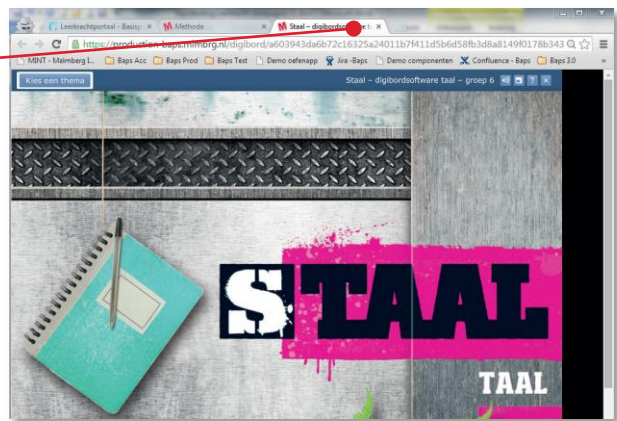 Leerkrachtportaal - Basisp
Methode
Staal – digibordsoftware t
https://production-baps.mimbrg.nl/digibord/a603943da6b72c16325a24011b7f411d5b6d58fb3d8a8149f0178b343
MINT - Malmberg L... Baps Acc Baps Prod Baps Test Demo oefenapp Jira -Baps Demo componenten Confluence - Baps Baps 3.0 »
Kies een thema
Staal – digibordsoftware taal – groep 6
STAAL
TAAL